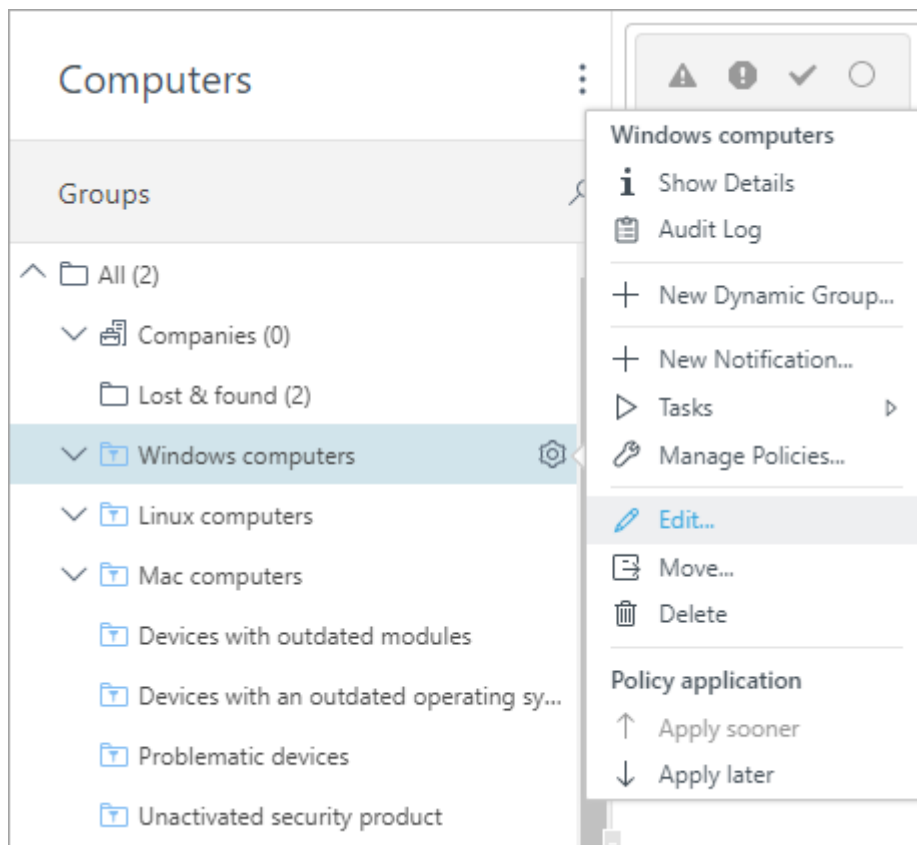 Computers
Groups
All (2)
Companies (0)
Lost & found (2)
Windows computers
Linux computers
Mac computers
Devices with outdated modules
Devices with an outdated operating sy...
Problematic devices
Unactivated security product
Windows computers
Show Details
Audit Log
New Dynamic Group...
New Notification...
Tasks
Manage Policies...
Edit...
Move...
Delete
Policy application
Apply sooner
Apply later